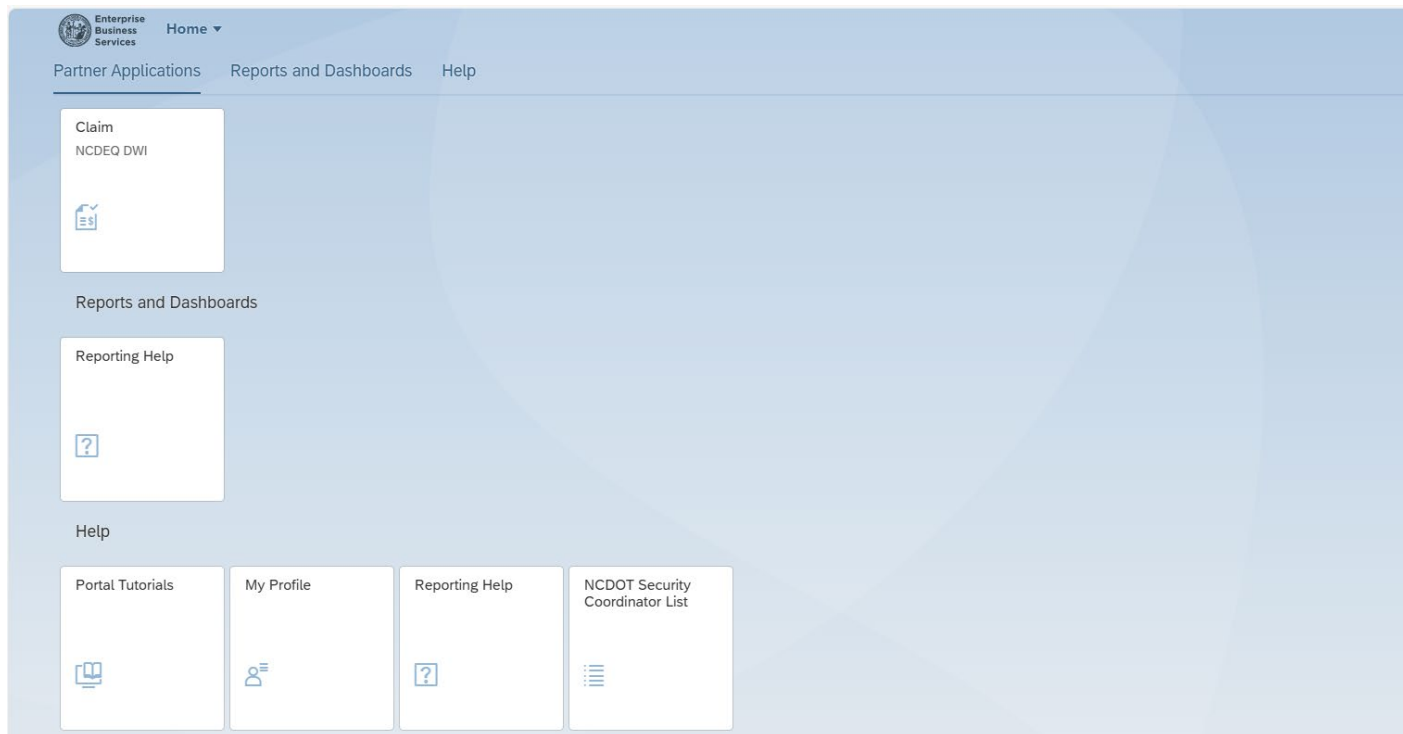 Enterprise
Business
Services
Home
Partner Applications
Reports and Dashboards
Help
Claim
NCDEQ DWI
Reports and Dashboards
Reporting Help
Help
Portal Tutorials
My Profile
Reporting Help
NCDOT Security
Coordinator List